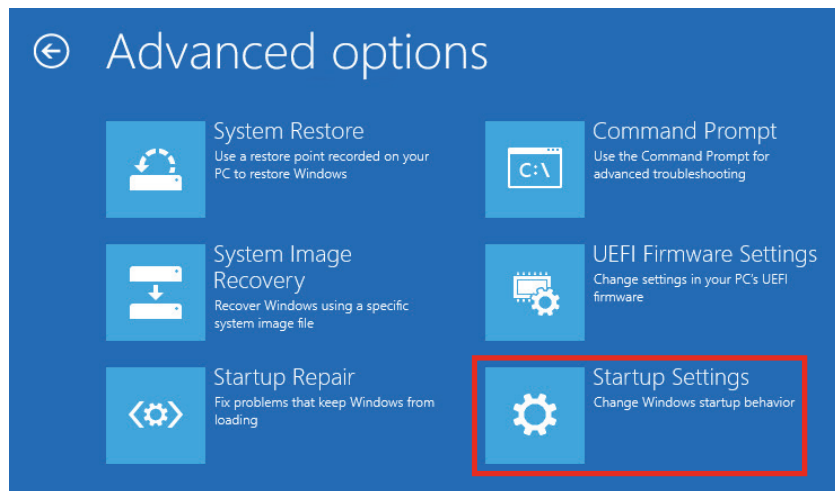 Advanced options
System Restore
Use a restore point recorded on your
PC to restore Windows
Command Prompt
Use the Command Prompt for
advanced troubleshooting
C:\
System Image
Recovery
Recover Windows using a specific
system image file
UEFI Firmware Settings
Change settings in your PC's UEFI
firmware
Startup Repair
Fix problems that keep Windows from
loading
Startup Settings
Change Windows startup behavior